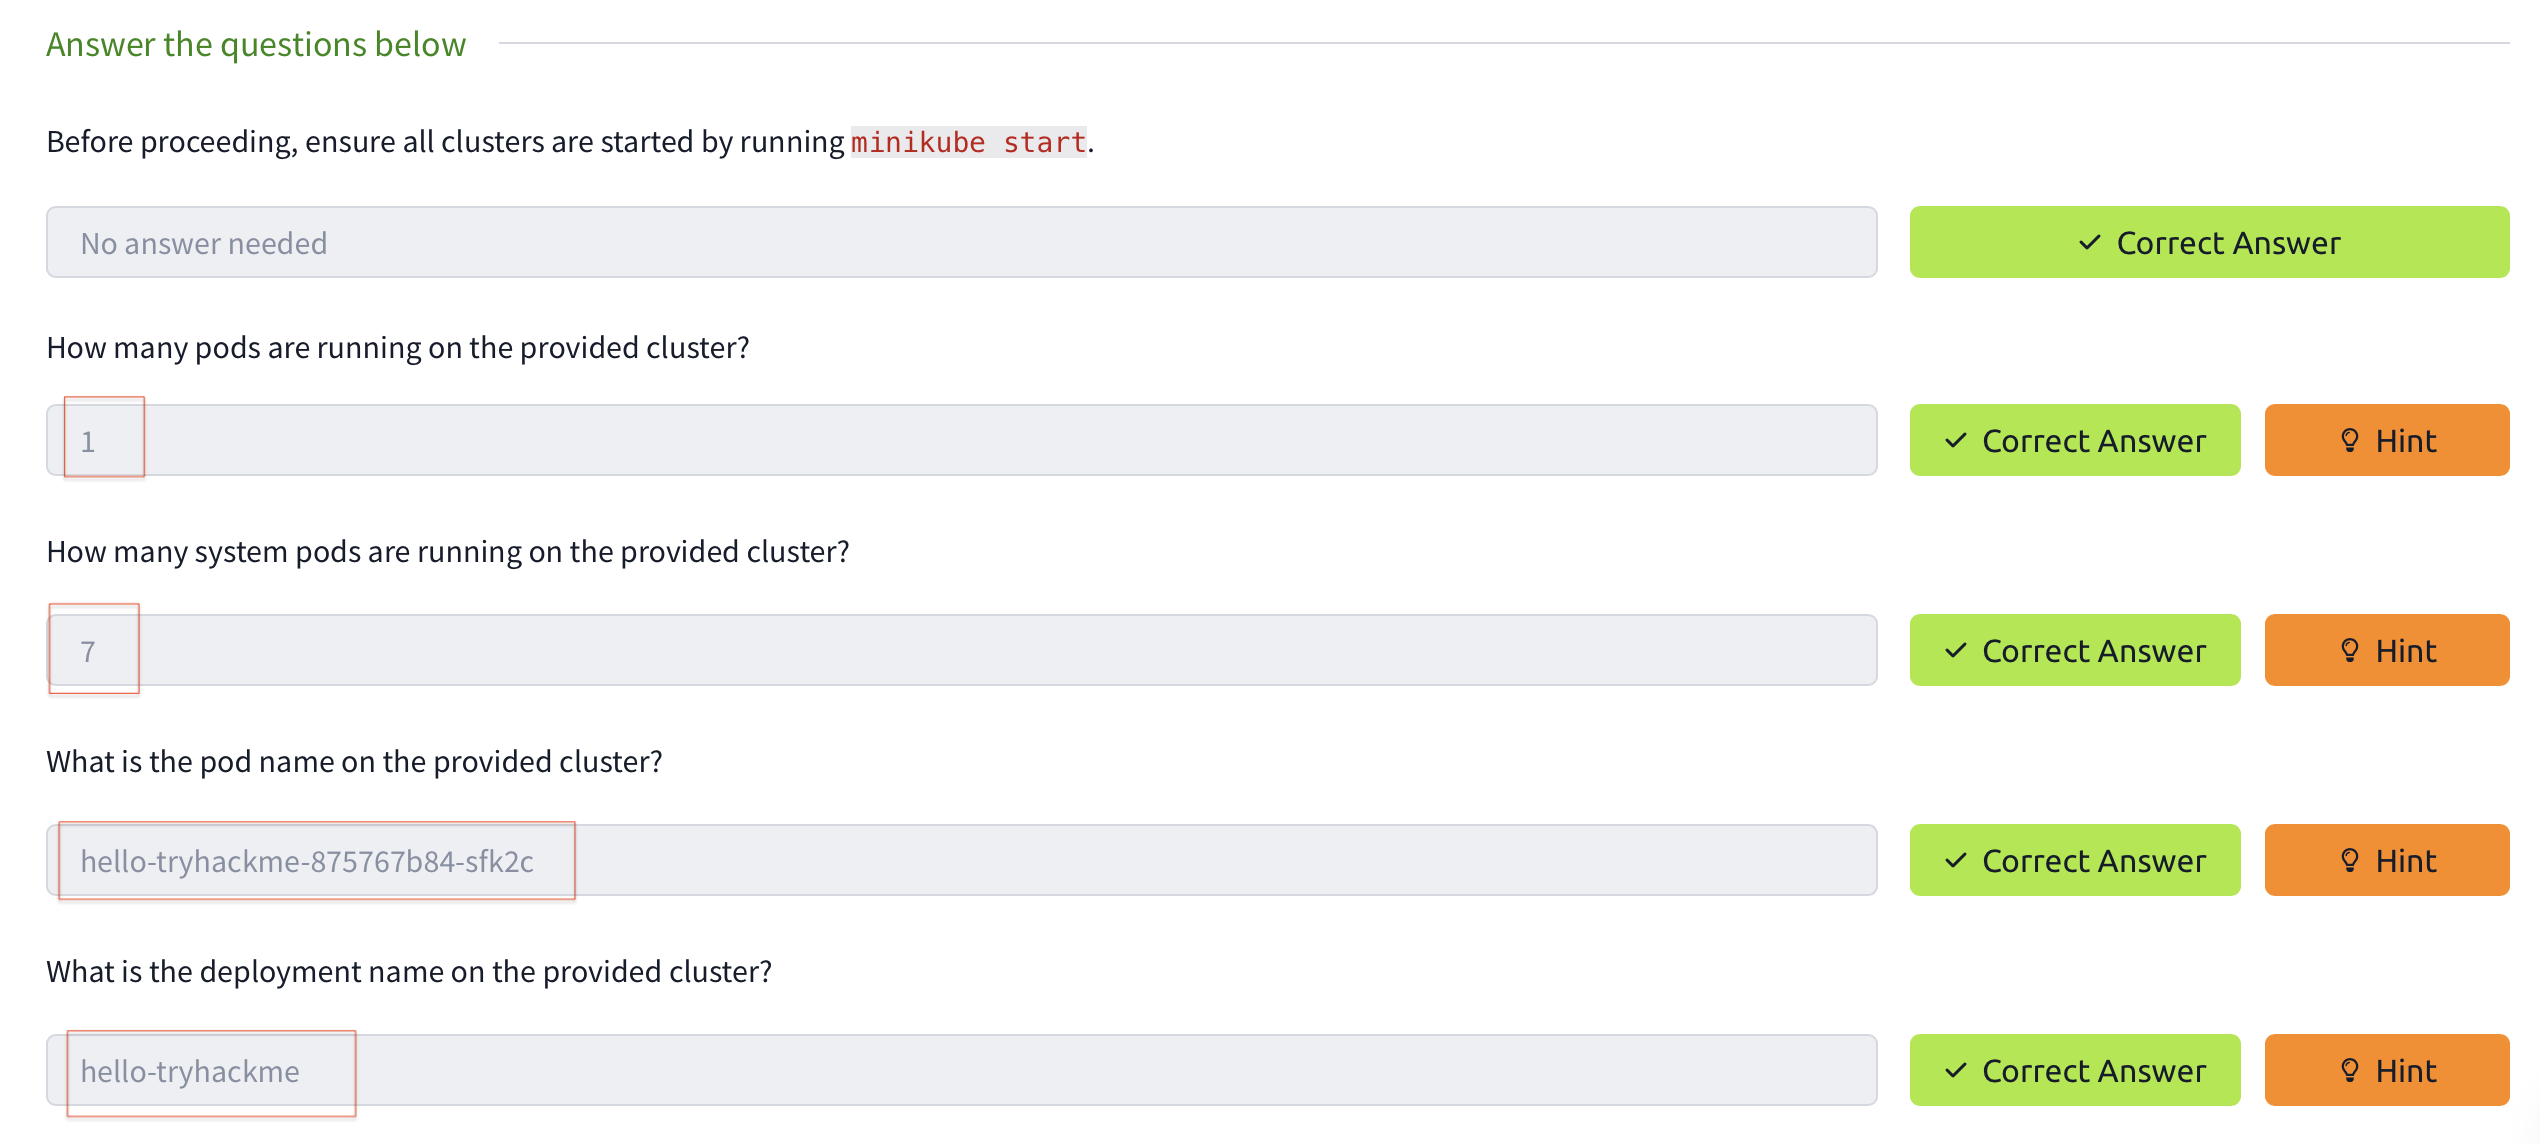 Answer the questions below
Before proceeding, ensure all clusters are started by running minikube start.
No answer needed
Correct Answer
How many pods are running on the provided cluster?
1
Correct Answer
Hint
How many system pods are running on the provided cluster?
7
Correct Answer
Hint
What is the pod name on the provided cluster?
hello-tryhackme-875767b84-sfk2c
Correct Answer
Hint
What is the deployment name on the provided cluster?
hello-tryhackme
Correct Answer
Hint